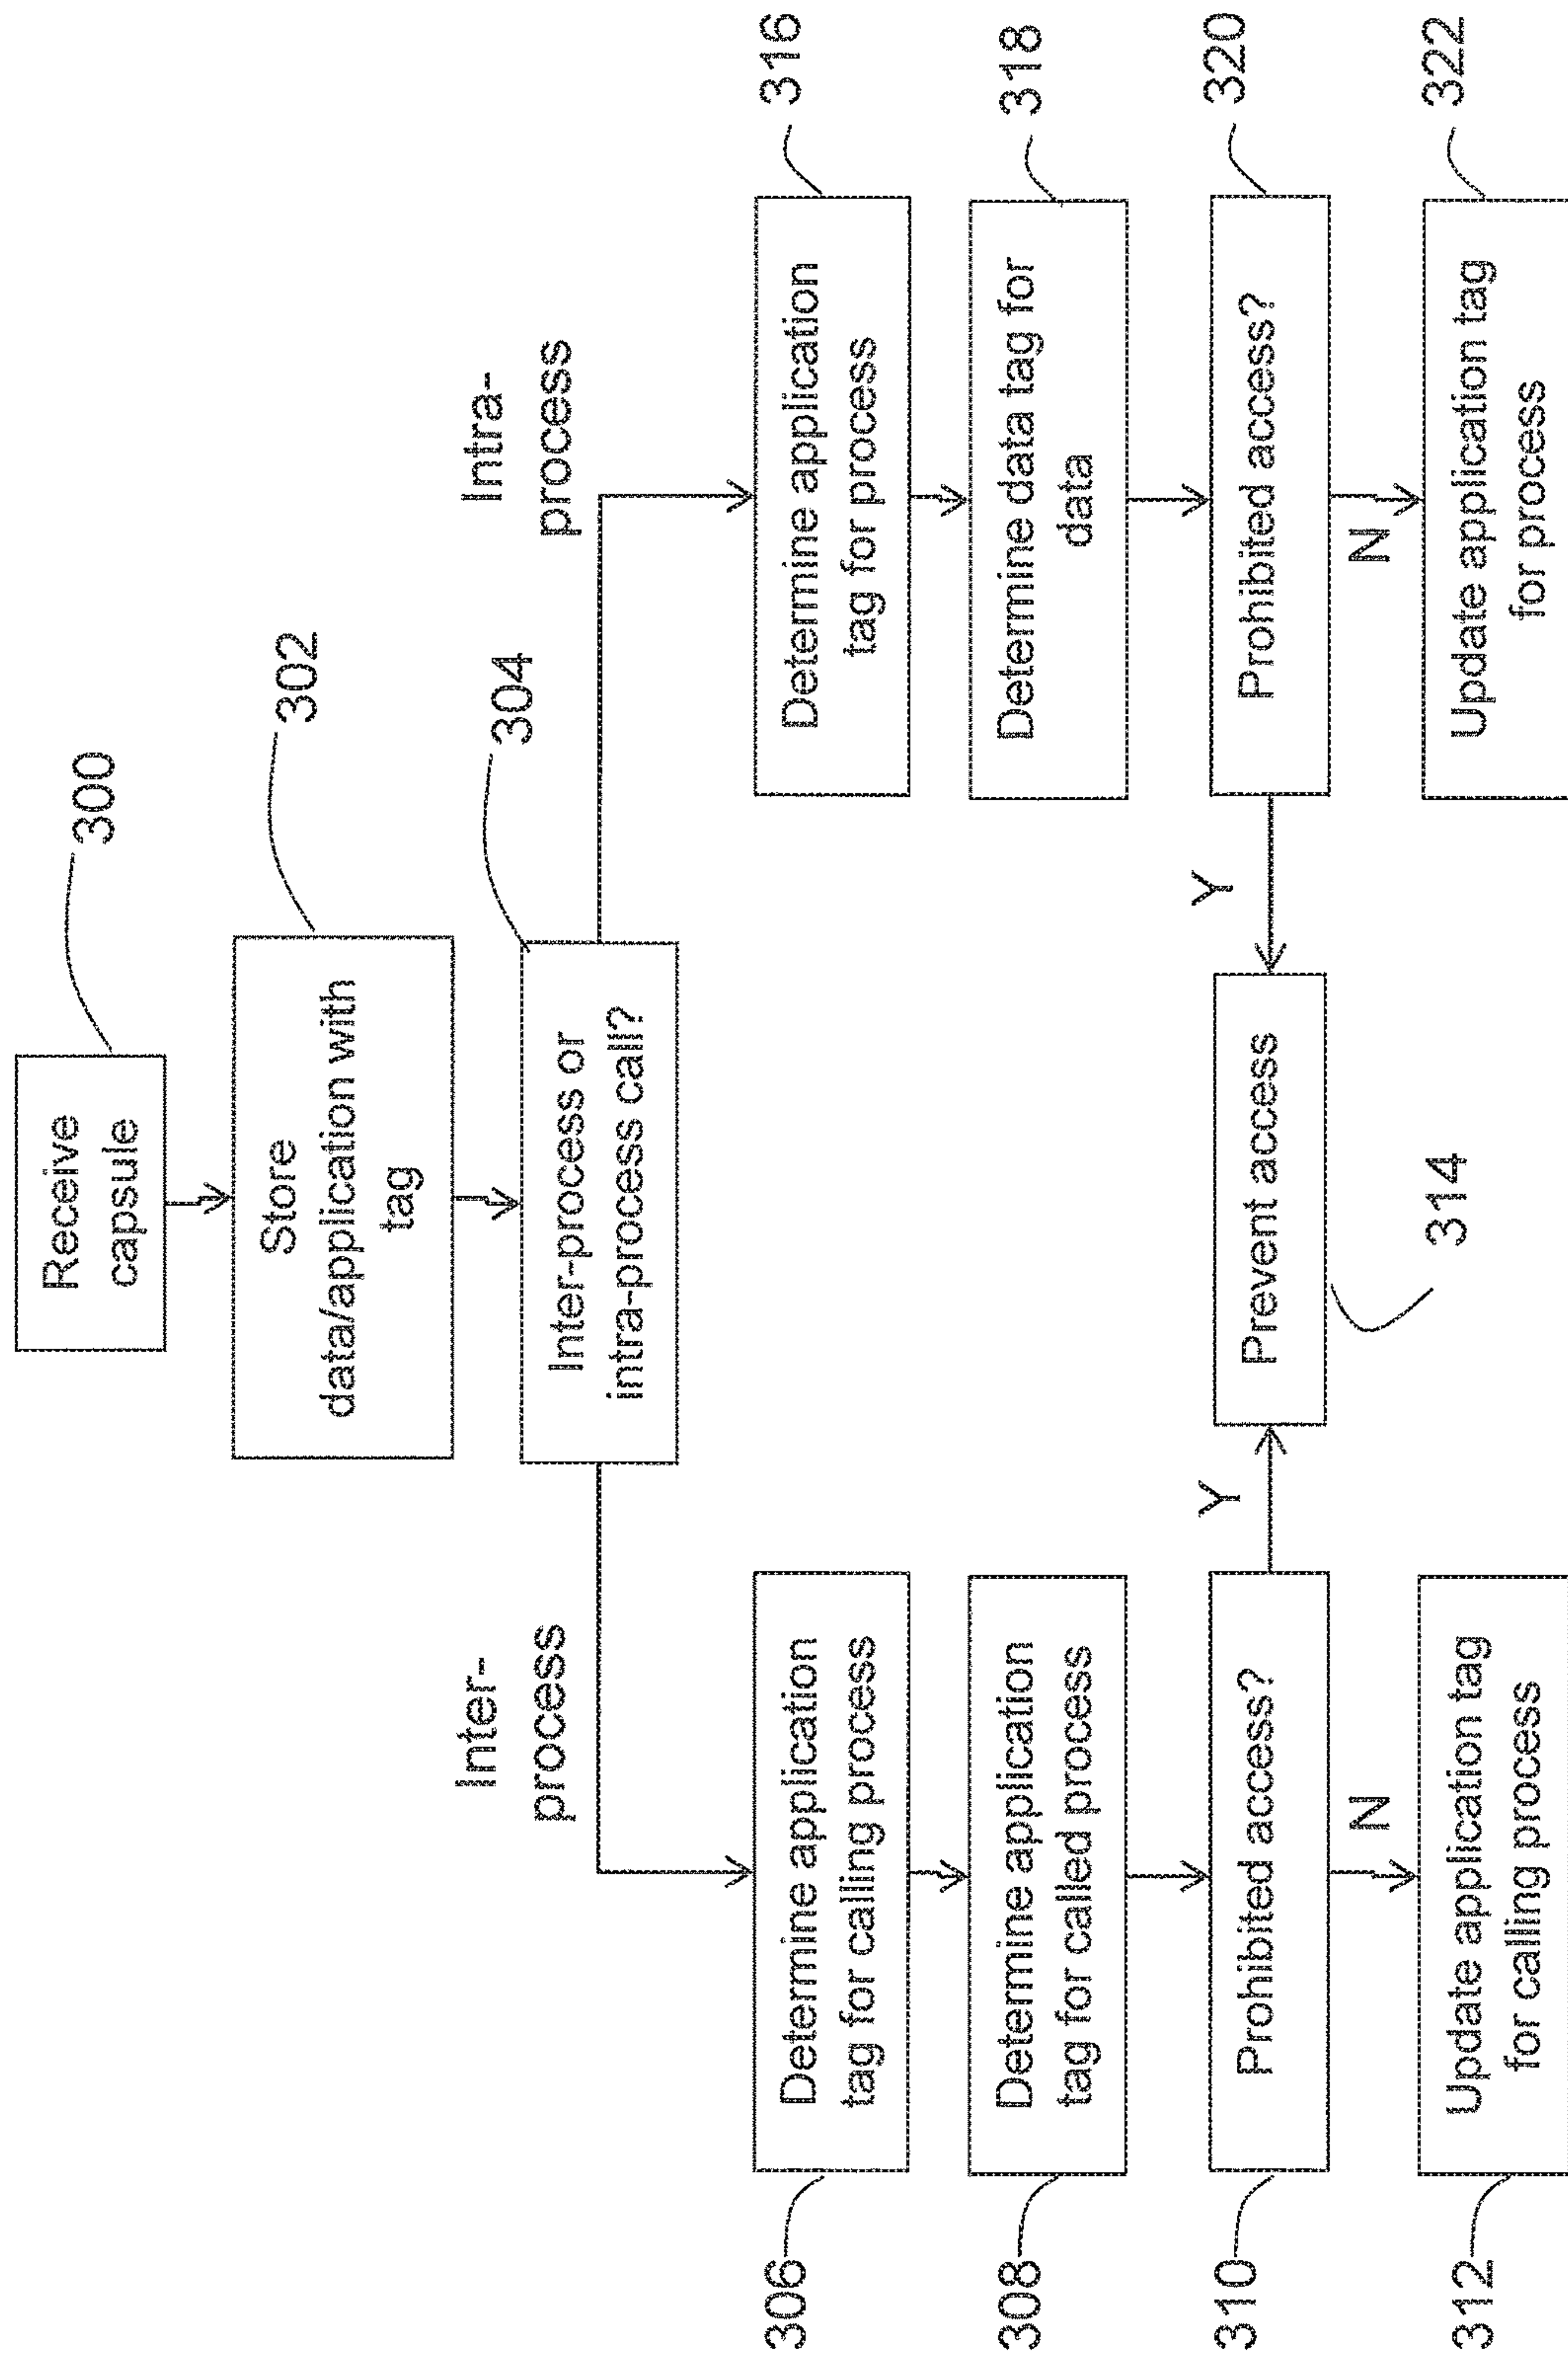 Receive
capsule
300
Store
data/application with
tag
302
Inter-process or
intra-process call?
304
Inter-
process
Intra-
process
306
Determine application
tag for calling process
308
Determine application
tag for called process
310
Prohibited access?
Y
N
312
Update application tag
for calling process
Prevent access
314
Determine application
tag for process
316
Determine data tag for
data
318
Prohibited access?
320
Y
N
Update application tag
for process
322